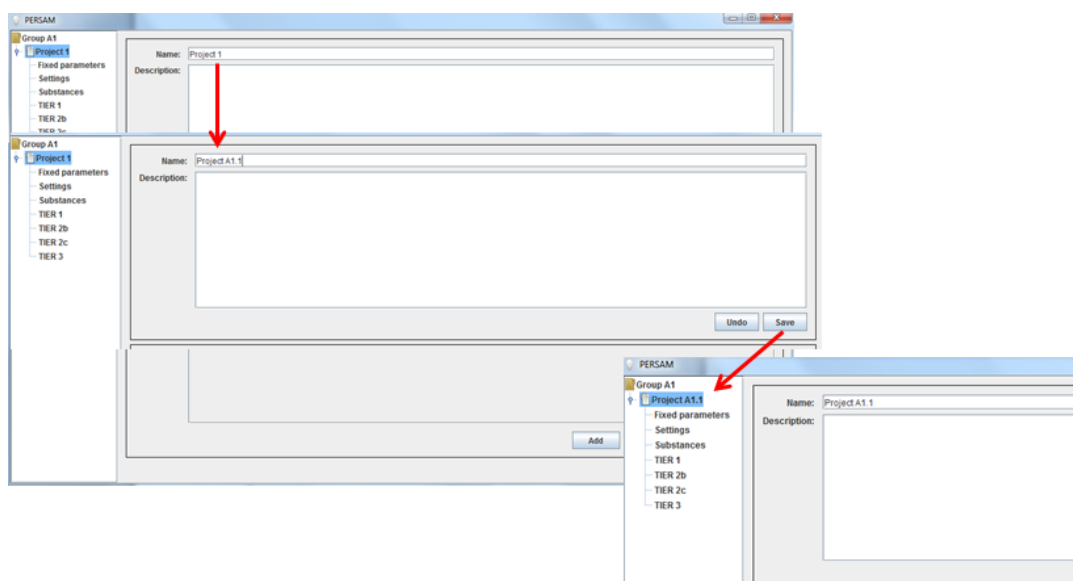 PERSAM
Group A1
Project 1
Fixed parameters
Settings
Substances
TIER 1
TIER 2b
TIER 2c
Name: Project 1
Description:
Group A1
Project 1
Fixed parameters
Settings
Substances
TIER 1
TIER 2b
TIER 2c
TIER 3
Name: Project A1.1
Description:
Undo Save
Add
PERSAM
Group A1
Project A1.1
Fixed parameters
Settings
Substances
TIER 1
TIER 2b
TIER 2c
TIER 3
Name: Project A1.1
Description: